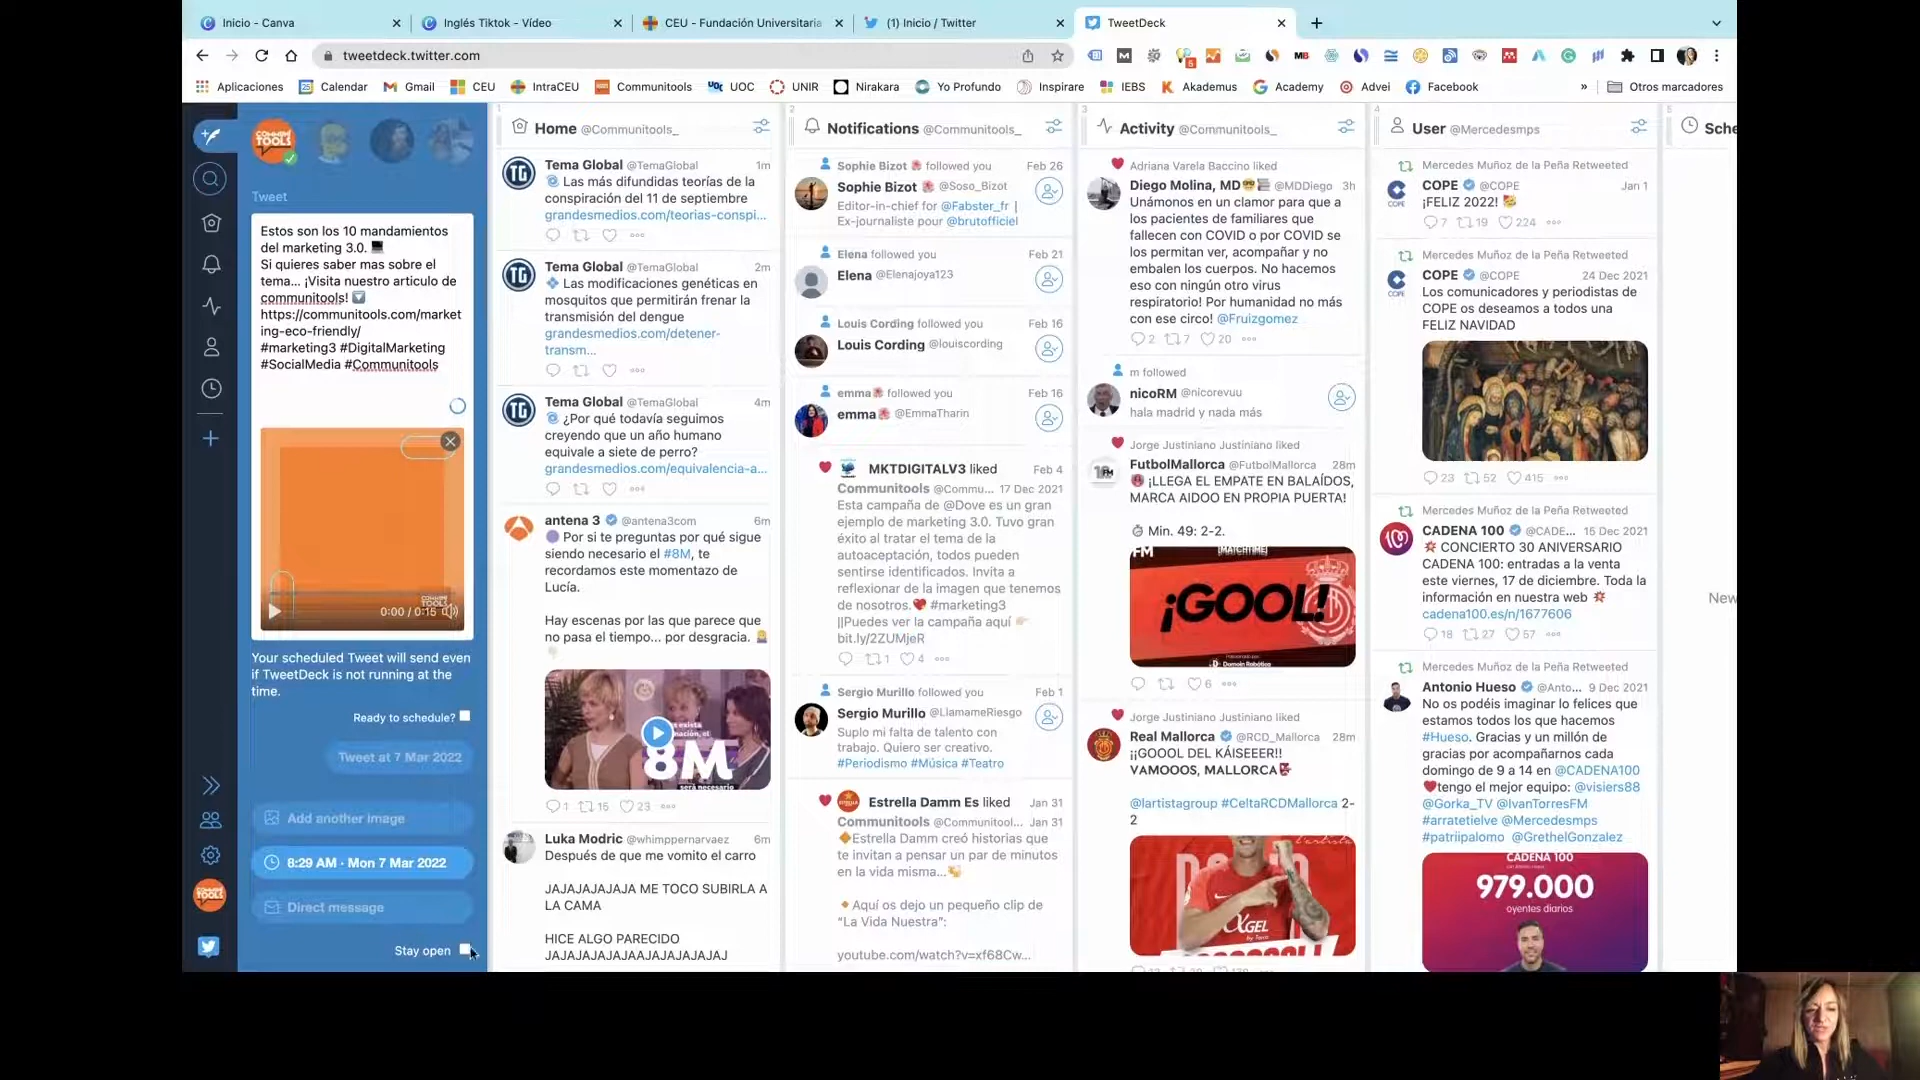 Inicio - Canva
Inglés Tiktok - Vídeo
CEU - Fundación Universitaria
(1) Inicio / Twitter
TweetDeck
tweetdeck.twitter.com
Aplicaciones
Calendar
Gmail
CEU
IntraCEU
Communitools
UOC
UNIR
Nirakara
Yo Profundo
Inspirare
IEBS
Akademus
Academy
Advei
Facebook
»
Otros marcadores
Tweet
Estos son los 10 mandamientos
del marketing 3.0.
Si quieres saber mas sobre el
tema... ¡Visita nuestro articulo de
communitools!
https://communitools.com/market
ing-eco-friendly/
#marketing3 #DigitalMarketing
#SocialMedia #Communitools
0:00 / 0:15
Your scheduled Tweet will send even
if TweetDeck is not running at the
time.
Ready to schedule?
Tweet at 7 Mar 2022
Add another image
8:29 AM · Mon 7 Mar 2022
Direct message
Stay open
1
Home @Communitools_
Tema Global @TemaGlobal 1m
Las más difundidas teorías de la
conspiración del 11 de septiembre
grandesmedios.com/teorias-conspi...
Tema Global @TemaGlobal 2m
Las modificaciones genéticas en
mosquitos que permitirán frenar la
transmisión del dengue
grandesmedios.com/detener-
transm...
Tema Global @TemaGlobal 4m
¿Por qué todavía seguimos
creyendo que un año humano
equivale a siete de perro?
grandesmedios.com/equivalencia-a...
antena 3 @antena3com 6m
Por si te preguntas por qué sigue
siendo necesario el #8M, te
recordamos este momentazo de
Lucía.
Hay escenas por las que parece que
no pasa el tiempo... por desgracia.
8M
será necesario
1 15 23
Luka Modric @whimppernarvaez 6m
Después de que me vomito el carro
JAJAJAJAJAJA ME TOCO SUBIRLA A
LA CAMA
HICE ALGO PARECIDO
JAJAJAJAJAJAAJAJAJAJAJAJ
2
Notifications @Communitools_
Sophie Bizot followed you Feb 26
Sophie Bizot @Soso_Bizot
Editor-in-chief for @Fabster_fr |
Ex-journaliste pour @brutofficiel
Elena followed you Feb 21
Elena @Elenajoya123
Louis Cording followed you Feb 16
Louis Cording @louiscording
emma followed you Feb 16
emma @EmmaTharin
MKTDIGITALV3 liked Feb 4
Communitools @Commu... 17 Dec 2021
Esta campaña de @Dove es un gran
ejemplo de marketing 3.0. Tuvo gran
éxito al tratar el tema de la
autoaceptación, todos pueden
sentirse identificados. Invita a
reflexionar de la imagen que tenemos
de nosotros. #marketing3
||Puedes ver la campaña aquí
bit.ly/2ZUMjeR
1 4
Sergio Murillo followed you Feb 1
Sergio Murillo @LlamameRiesgo
Suplo mi falta de talento con
trabajo. Quiero ser creativo.
#Periodismo #Música #Teatro
Estrella Damm Es liked Jan 31
Communitools @Communitool... Jan 31
Estrella Damm creó historias que
te invitan a pensar un par de minutos
en la vida misma...
Aquí os dejo un pequeño clip de
“La Vida Nuestra”:
youtube.com/watch?v=xf68Cw...
3
Activity @Communitools_
Adriana Varela Baccino liked
Diego Molina, MD @MDDiego 3h
Unámonos en un clamor para que a
los pacientes de familiares que
fallecen con COVID o por COVID se
los permitan ver, acompañar y no
embalen los cuerpos. No hacemos
eso con ningún otro virus
respiratorio! Por humanidad no más
con ese circo! @Fruizgomez
2 7 20
m followed
nicoRM @nicorevuu
hala madrid y nada más
Jorge Justiniano Justiniano liked
FutbolMallorca @FutbolMallorca 28m
¡LLEGA EL EMPATE EN BALAÍDOS,
MARCA AIDOO EN PROPIA PUERTA!
Min. 49: 2-2.
FM
¡GOOL!
6
Jorge Justiniano Justiniano liked
Real Mallorca @RCD_Mallorca 28m
¡¡GOOOL DEL KÁISEEER!!
VAMOOOS, MALLORCA
@lartistagroup #CeltaRCDMallorca 2-
2
4
User @Mercedesmps
Mercedes Muñoz de la Peña Retweeted
COPE @COPE Jan 1
¡FELIZ 2022!
7 19 224
Mercedes Muñoz de la Peña Retweeted
COPE @COPE 24 Dec 2021
Los comunicadores y periodistas de
COPE os deseamos a todos una
FELIZ NAVIDAD
23 52 415
Mercedes Muñoz de la Peña Retweeted
CADENA 100 @CADE... 15 Dec 2021
CONCIERTO 30 ANIVERSARIO
CADENA 100: entradas a la venta
este viernes, 17 de diciembre. Toda la
información en nuestra web
cadena100.es/n/1677606
18 27 57
Mercedes Muñoz de la Peña Retweeted
Antonio Hueso @Anto... 9 Dec 2021
No os podéis imaginar lo felices que
estamos todos los que hacemos
#Hueso. Gracias y un millón de
gracias por acompañarnos cada
domingo de 9 a 14 en @CADENA100
tengo el mejor equipo: @visiers88
@Gorka_TV @IvanTorresFM
#arratetielve @Mercedesmps
#patriipalomo @GrethelGonzalez
CADENA 100
979.000
oyentes diarios
5
Sche
New